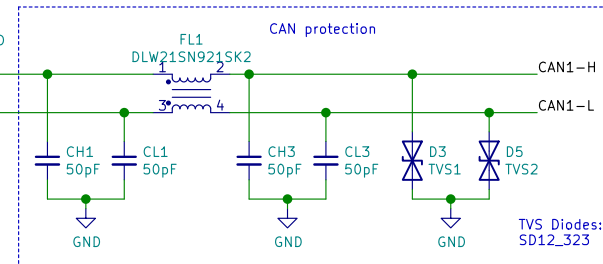 CAN protection
FL1
DLW21SN921SK2
1 2
3 4
CAN1-H
CAN1-L
CH1
50pF
CL1
50pF
CH3
50pF
CL3
50pF
D3
TVS1
D5
TVS2
GND
GND
GND
TVS Diodes:
SD12_323